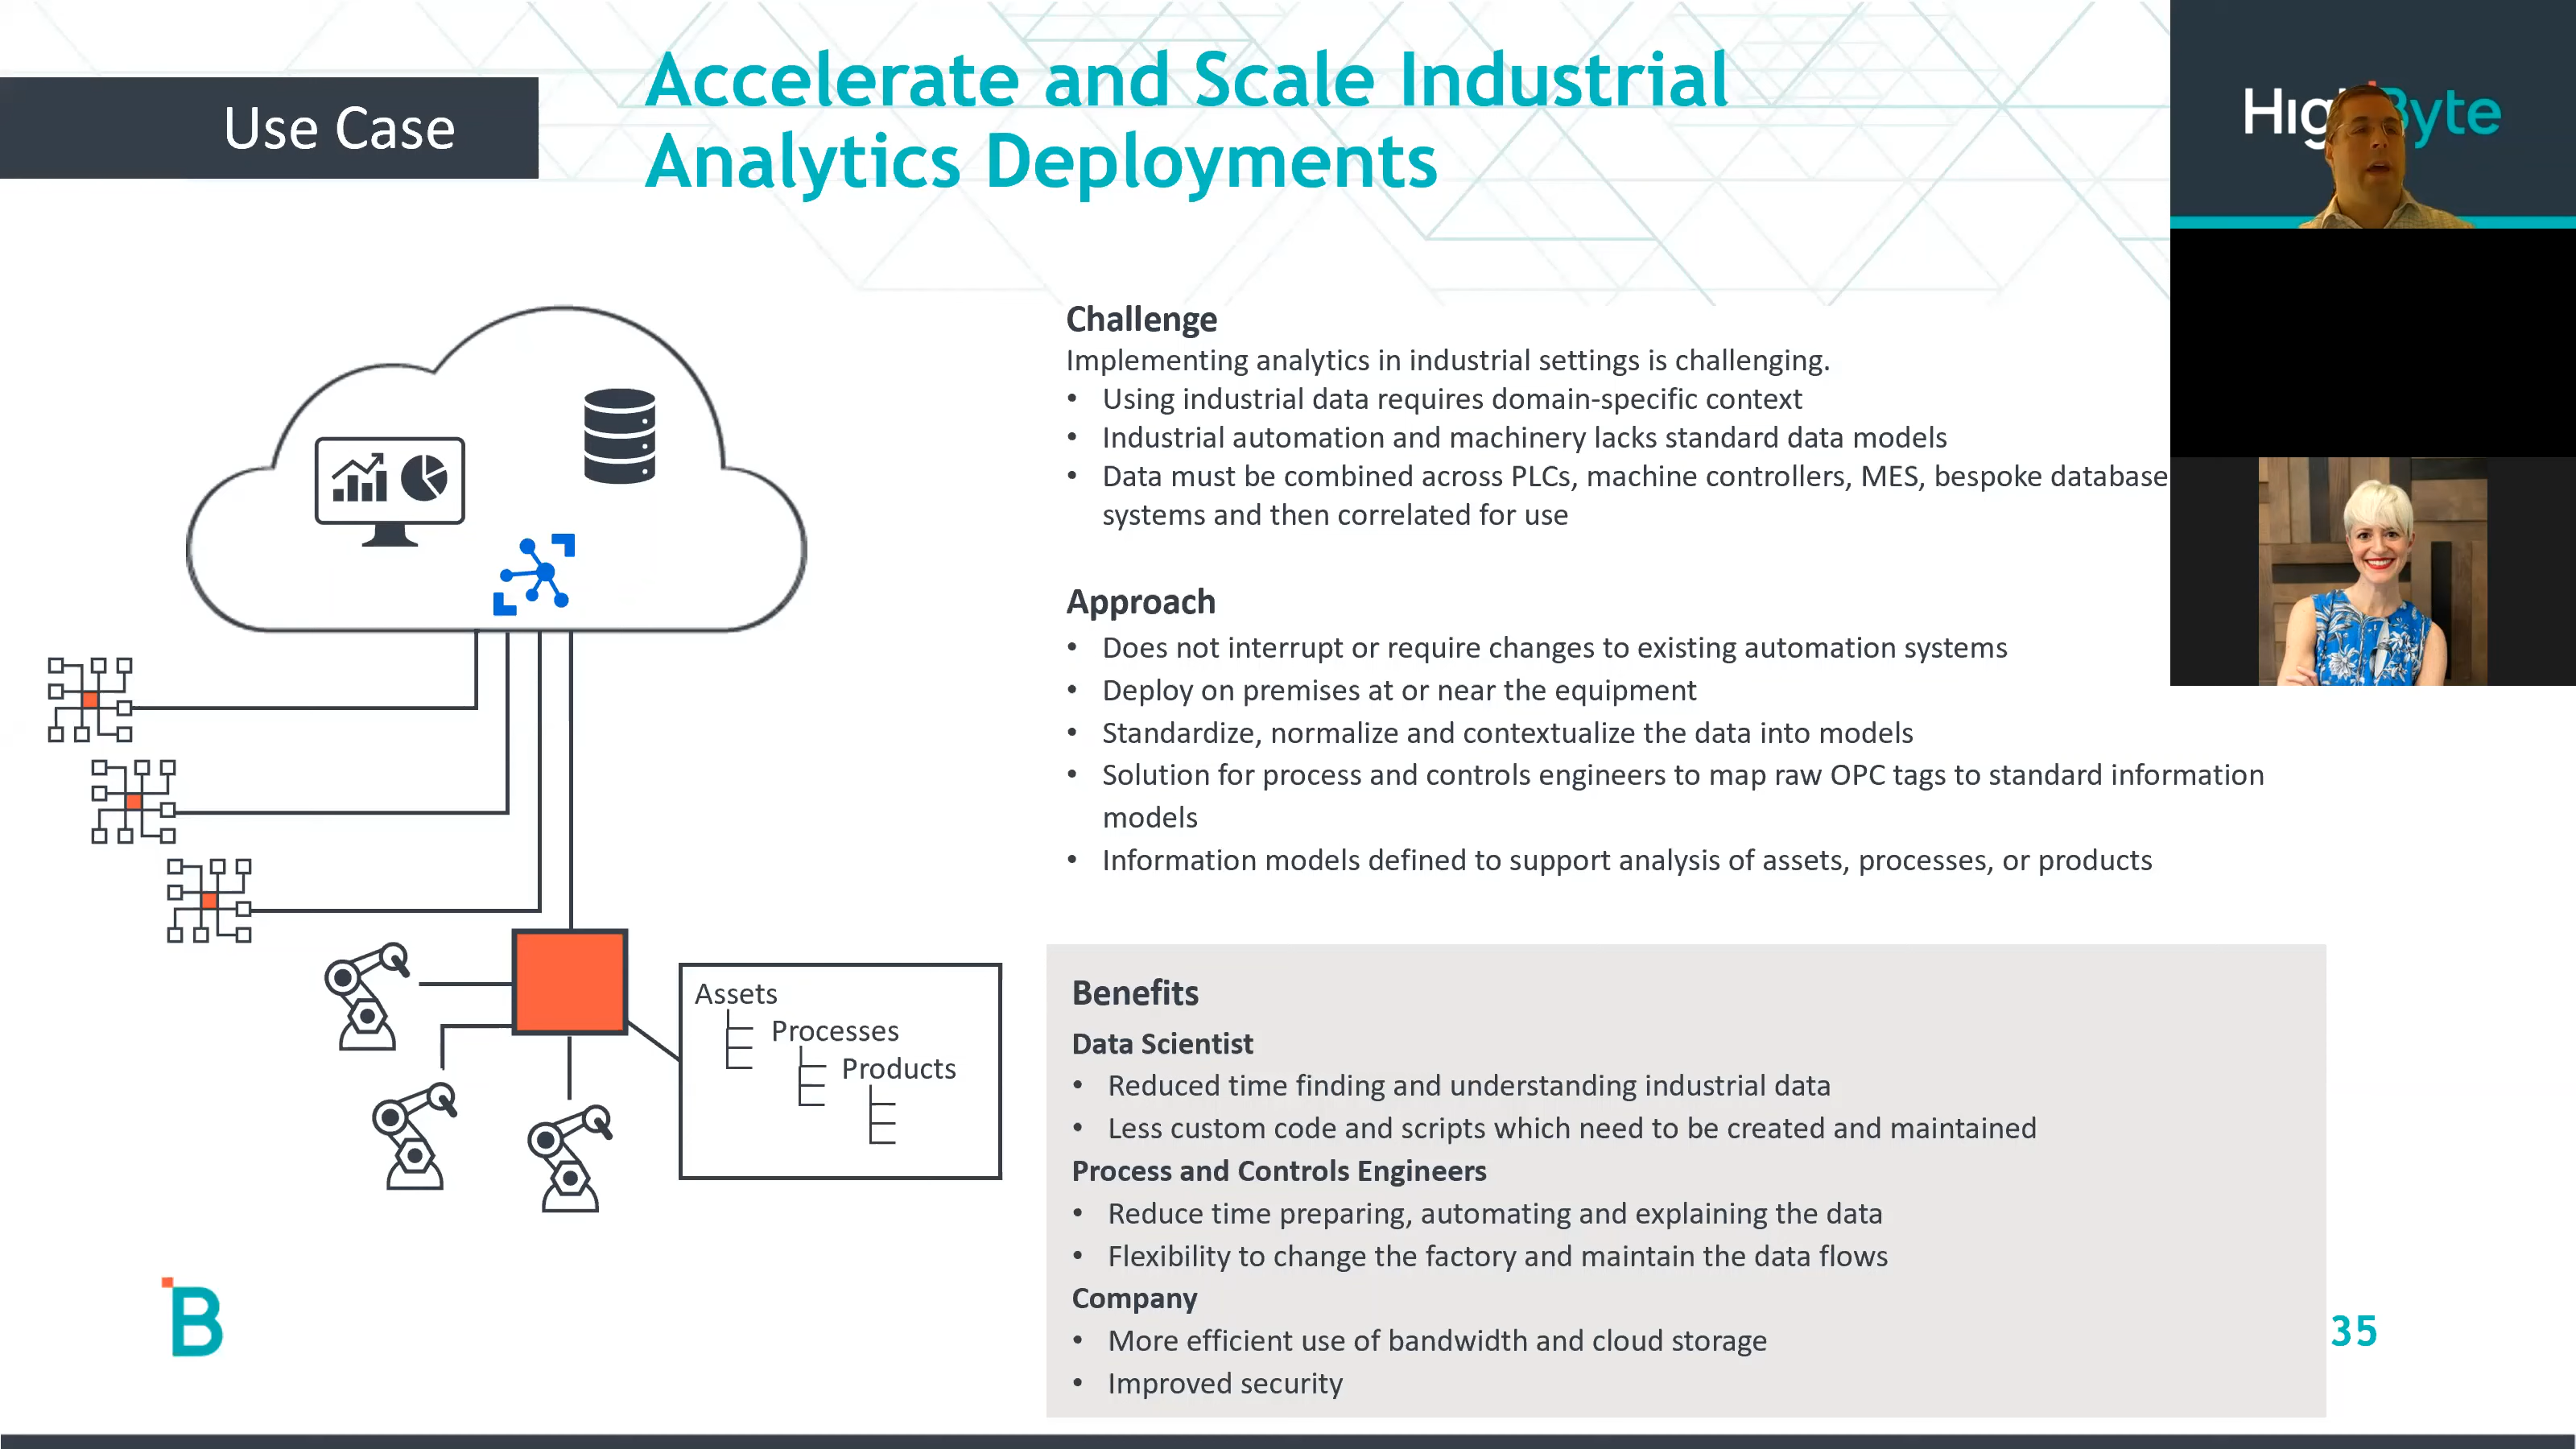 Use Case
Accelerate and Scale Industrial
Analytics Deployments
Challenge
Implementing analytics in industrial settings is challenging.
• Using industrial data requires domain-specific context
• Industrial automation and machinery lacks standard data models
• Data must be combined across PLCs, machine controllers, MES, bespoke database
systems and then correlated for use
Approach
• Does not interrupt or require changes to existing automation systems
• Deploy on premises at or near the equipment
• Standardize, normalize and contextualize the data into models
• Solution for process and controls engineers to map raw OPC tags to standard information
models
• Information models defined to support analysis of assets, processes, or products
Assets
Processes
Products
Benefits
Data Scientist
• Reduced time finding and understanding industrial data
• Less custom code and scripts which need to be created and maintained
Process and Controls Engineers
• Reduce time preparing, automating and explaining the data
• Flexibility to change the factory and maintain the data flows
Company
• More efficient use of bandwidth and cloud storage
• Improved security
B
35